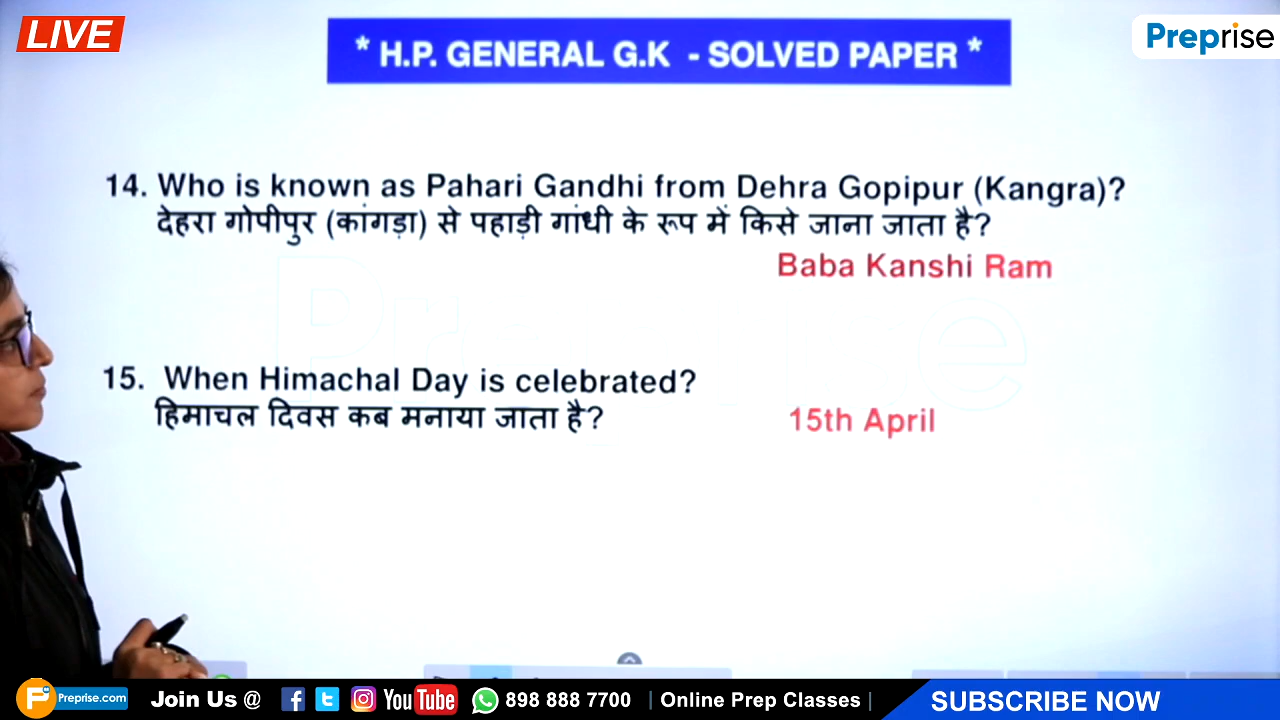 LIVE
Preprise
* H.P. GENERAL G.K - SOLVED PAPER *
14. Who is known as Pahari Gandhi from Dehra Gopipur (Kangra)?
देहरा गोपीपुर (कांगड़ा) से पहाड़ी गांधी के रूप में किसे जाना जाता है?
Baba Kanshi Ram
15. When Himachal Day is celebrated?
हिमाचल दिवस कब मनाया जाता है?
15th April
Preprise.com Join Us @ YouTube 898 888 7700 | Online Prep Classes | SUBSCRIBE NOW